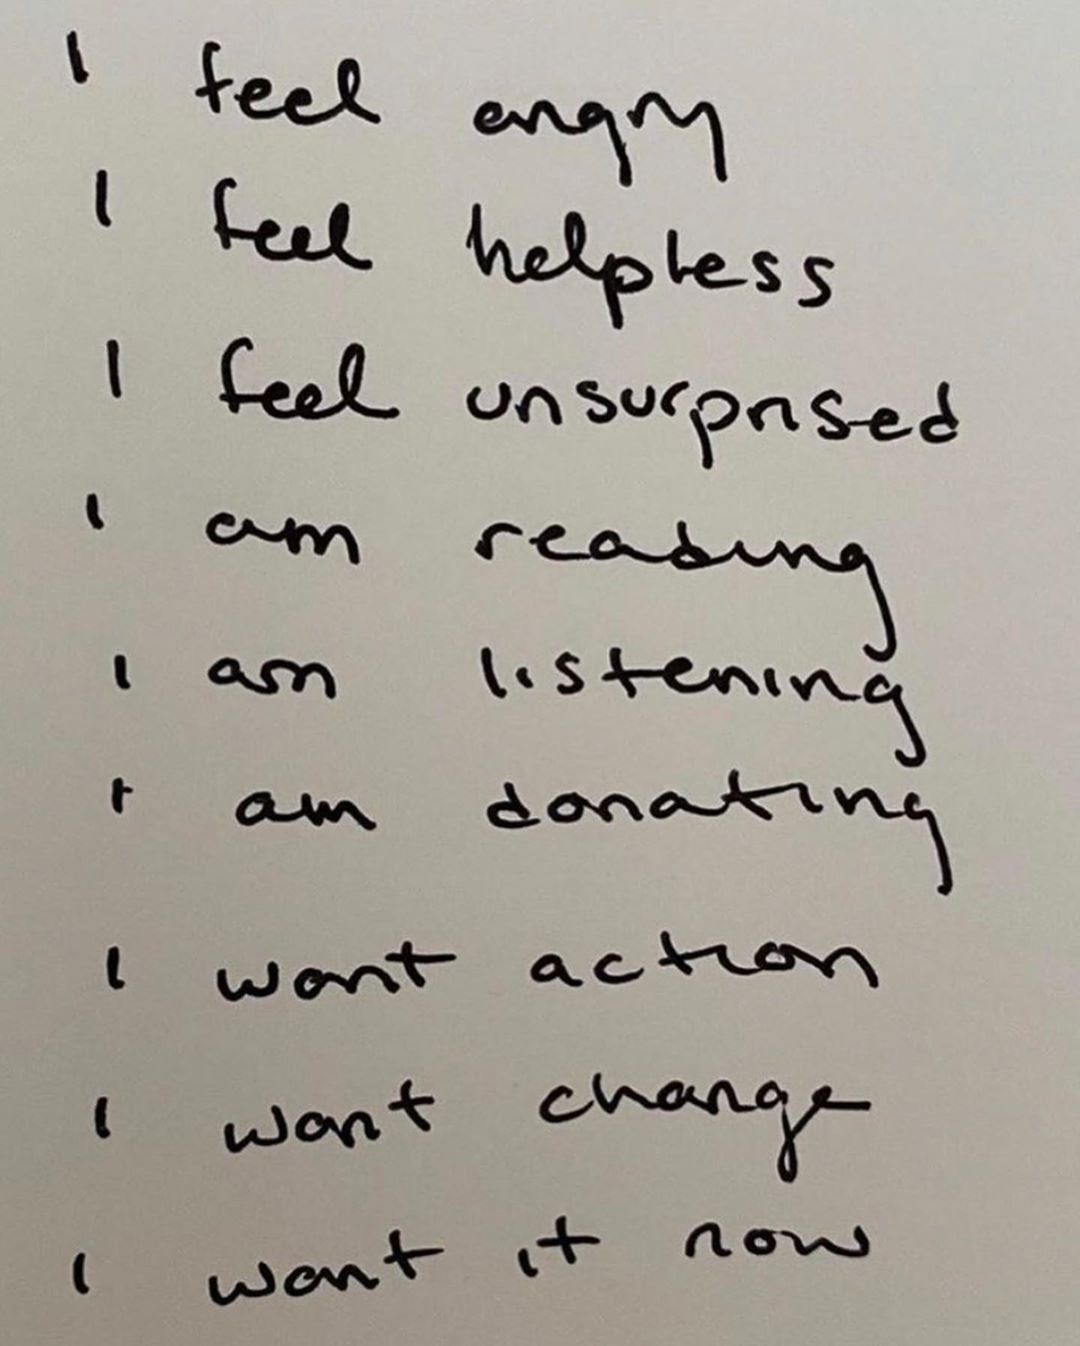 I feel angry
I feel helpless
I feel unsurprised
I am reading
I am listening
I am donating
I want action
I want change
I want it now